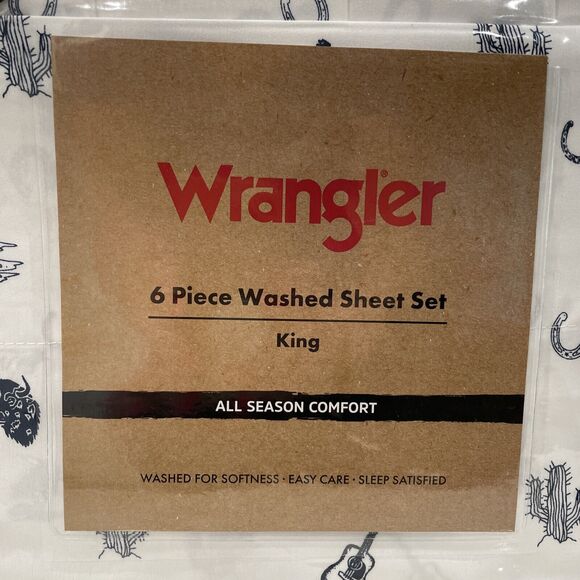 Wrangler®
6 Piece Washed Sheet Set
King
ALL SEASON COMFORT
WASHED FOR SOFTNESS · EASY CARE · SLEEP SATISFIED